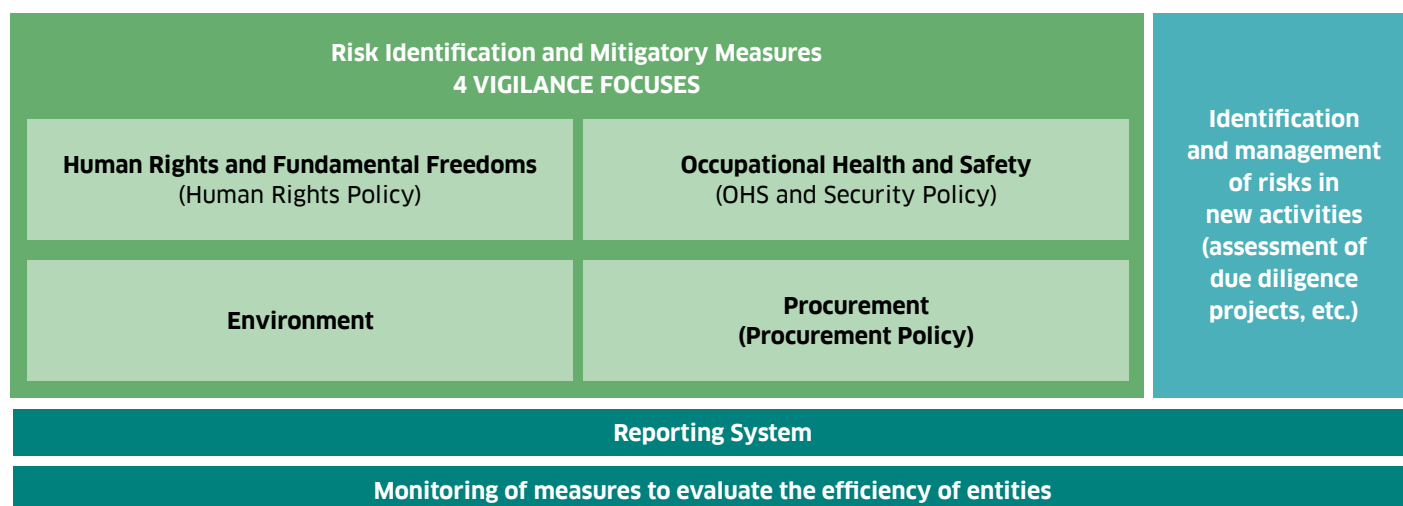 Risk Identification and Mitigatory Measures
4 VIGILANCE FOCUSES
Human Rights and Fundamental Freedoms
(Human Rights Policy)
Occupational Health and Safety
(OHS and Security Policy)
Environment
Procurement
(Procurement Policy)
Identification
and management
of risks in
new activities
(assessment of
due diligence
projects, etc.)
Reporting System
Monitoring of measures to evaluate the efficiency of entities